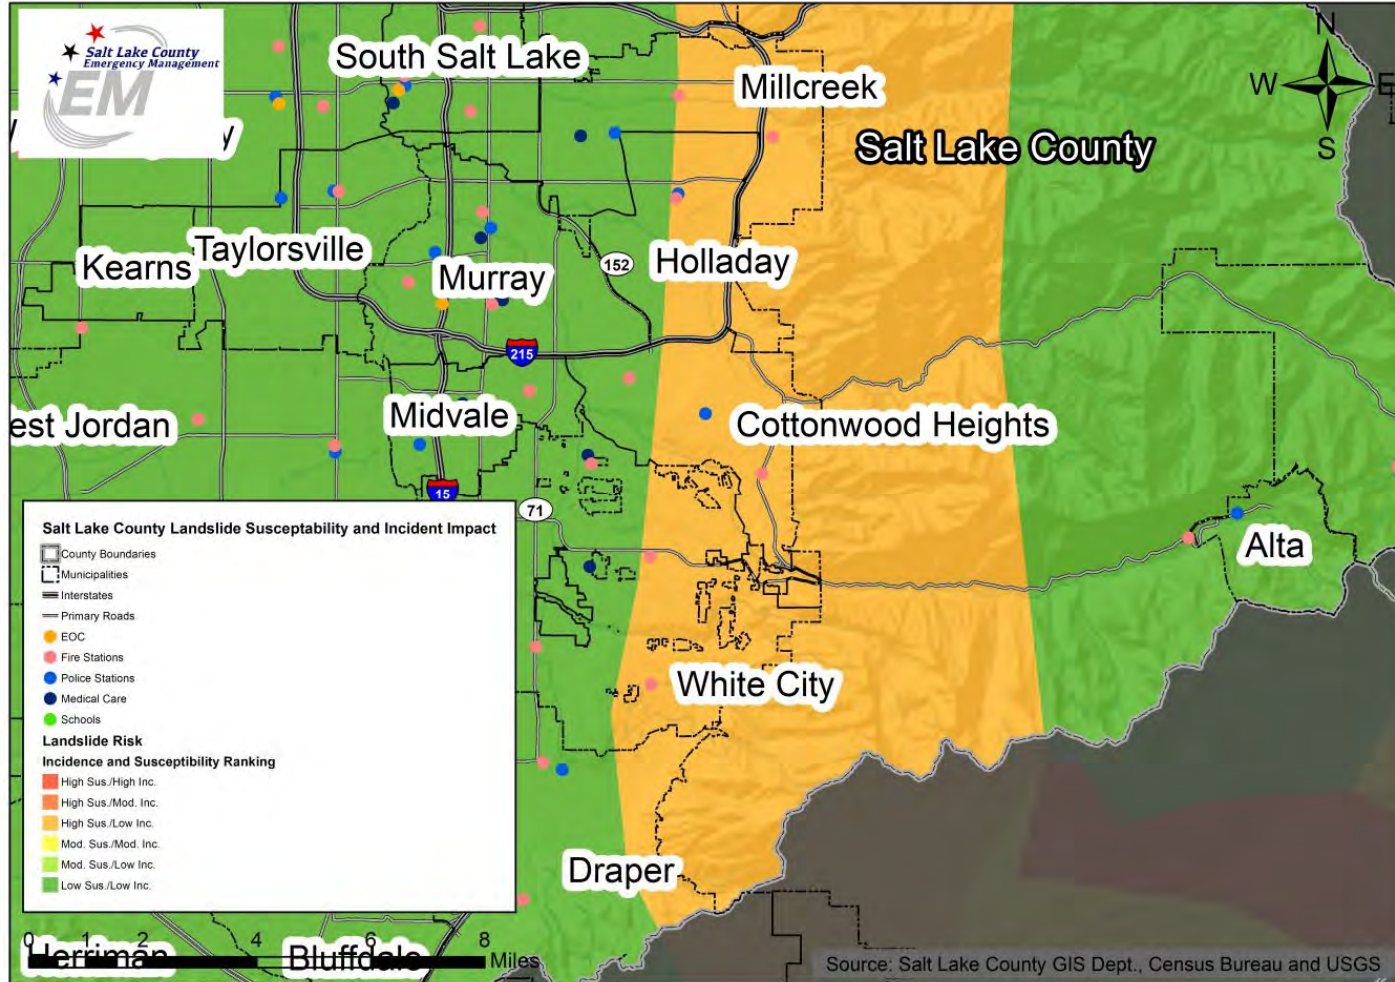 Salt Lake County
Emergency Management
EM
South Salt Lake
Millcreek
Salt Lake County
N
W
E
S
Taylorsville
Kearns
Murray
152
Holladay
215
est Jordan
Midvale
Cottonwood Heights
15
71
Alta
White City
Draper
Salt Lake County Landslide Susceptability and Incident Impact
County Boundaries
Municipalities
Interstates
Primary Roads
EOC
Fire Stations
Police Stations
Medical Care
Schools
Landslide Risk
Incidence and Susceptibility Ranking
High Sus./High Inc.
High Sus./Mod. Inc.
High Sus./Low Inc.
Mod. Sus./Mod. Inc.
Mod. Sus./Low Inc.
Low Sus./Low Inc.
0 1 2 4 6 8
Miles
Herriman
Bluffdale
Source: Salt Lake County GIS Dept., Census Bureau and USGS